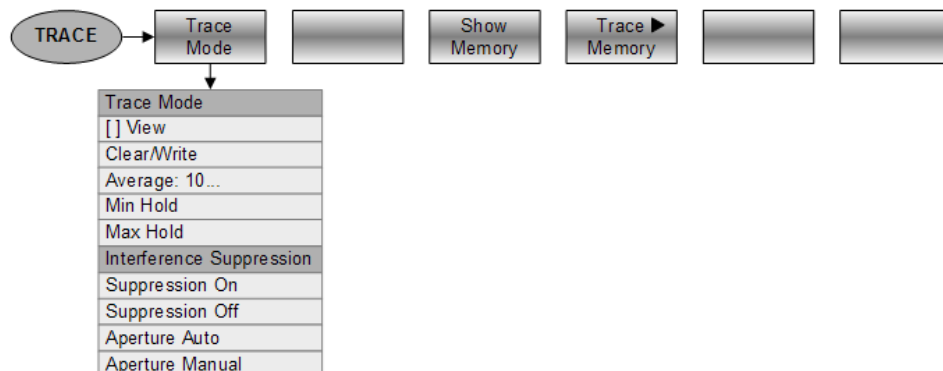 TRACE
Trace
Mode
Show
Memory
Trace ▶
Memory
Trace Mode
[ ] View
Clear/Write
Average: 10...
Min Hold
Max Hold
Interference Suppression
Suppression On
Suppression Off
Aperture Auto
Aperture Manual